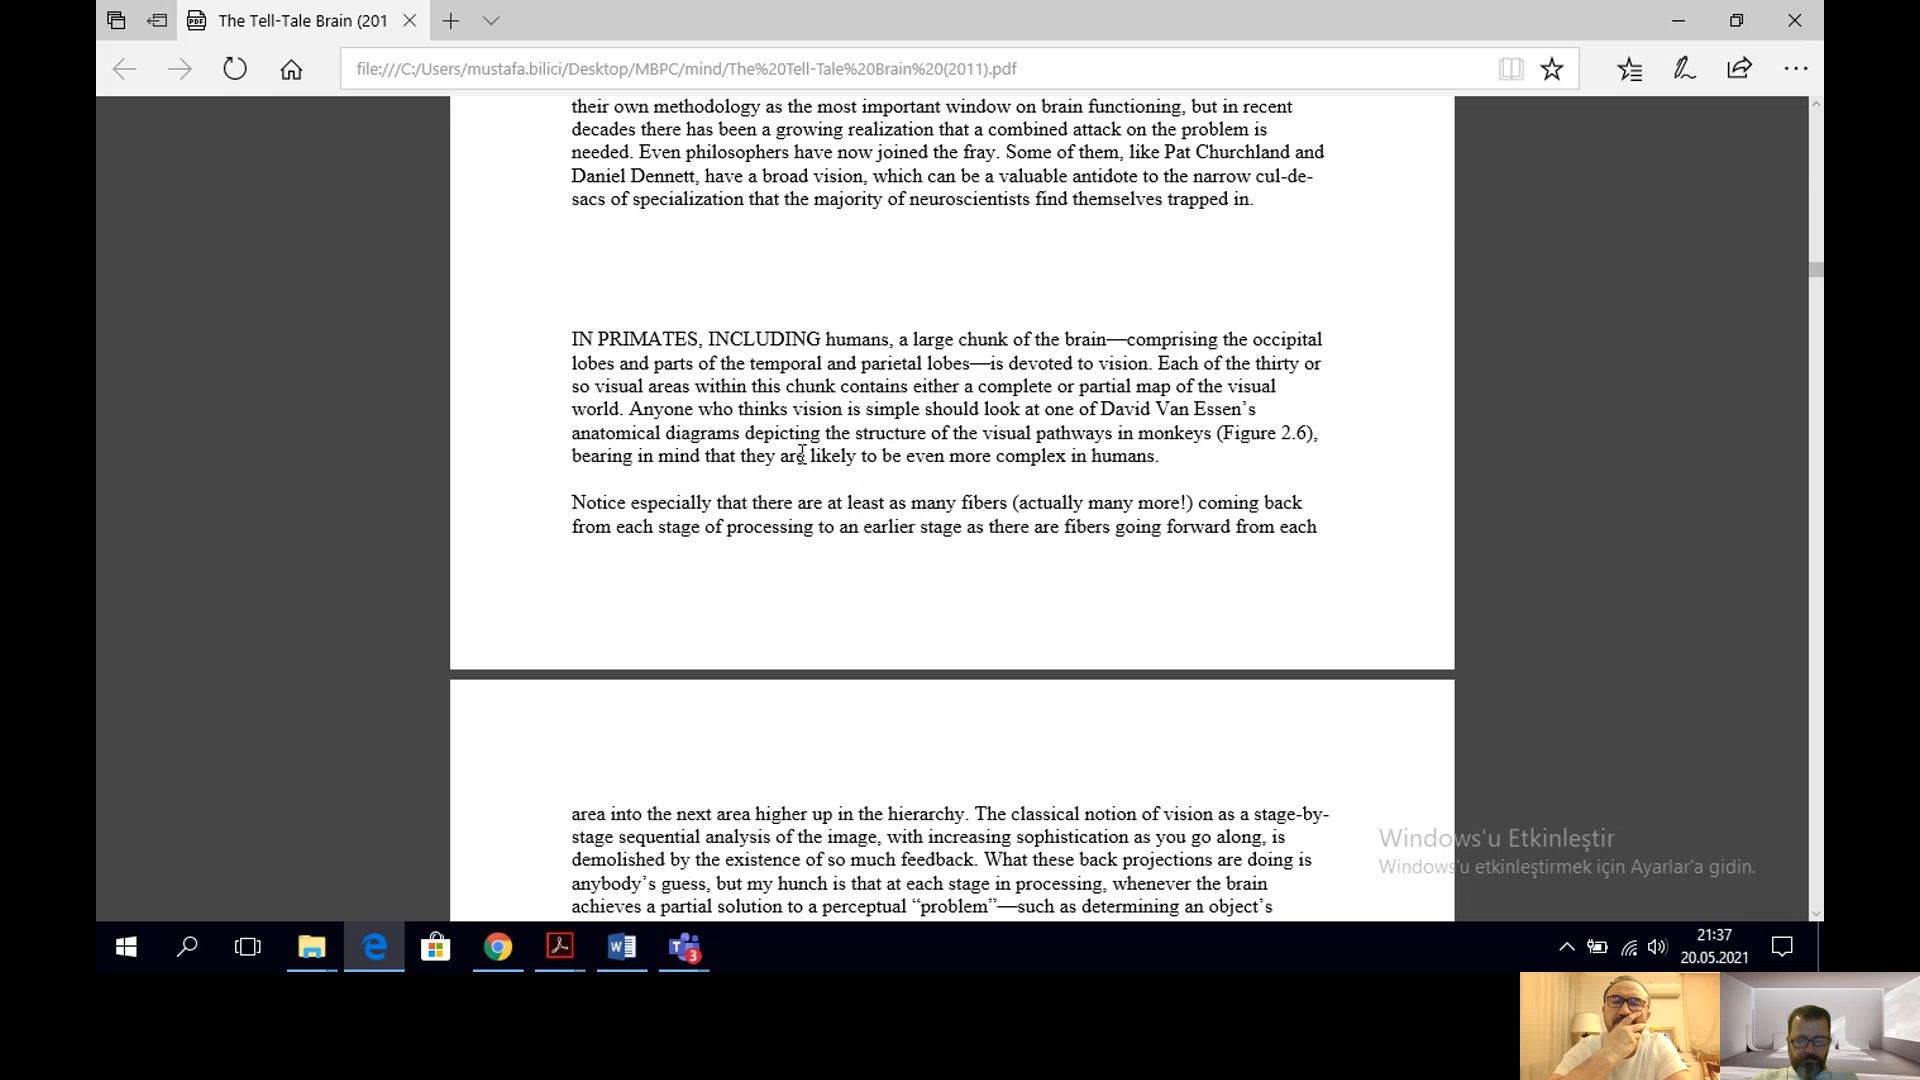 The Tell-Tale Brain (201
file:///C:/Users/mustafa.bilici/Desktop/MBPC/mind/The%20Tell-Tale%20Brain%20(2011).pdf
their own methodology as the most important window on brain functioning, but in recent
decades there has been a growing realization that a combined attack on the problem is
needed. Even philosophers have now joined the fray. Some of them, like Pat Churchland and
Daniel Dennett, have a broad vision, which can be a valuable antidote to the narrow cul-de-
sacs of specialization that the majority of neuroscientists find themselves trapped in.
IN PRIMATES, INCLUDING humans, a large chunk of the brain—comprising the occipital
lobes and parts of the temporal and parietal lobes—is devoted to vision. Each of the thirty or
so visual areas within this chunk contains either a complete or partial map of the visual
world. Anyone who thinks vision is simple should look at one of David Van Essen’s
anatomical diagrams depicting the structure of the visual pathways in monkeys (Figure 2.6),
bearing in mind that they are likely to be even more complex in humans.
Notice especially that there are at least as many fibers (actually many more!) coming back
from each stage of processing to an earlier stage as there are fibers going forward from each
area into the next area higher up in the hierarchy. The classical notion of vision as a stage-by-
stage sequential analysis of the image, with increasing sophistication as you go along, is
demolished by the existence of so much feedback. What these back projections are doing is
anybody’s guess, but my hunch is that at each stage in processing, whenever the brain
achieves a partial solution to a perceptual “problem”—such as determining an object’s
Windows'u Etkinleştir
Windows'u etkinleştirmek için Ayarlar'a gidin.
3
21:37
20.05.2021